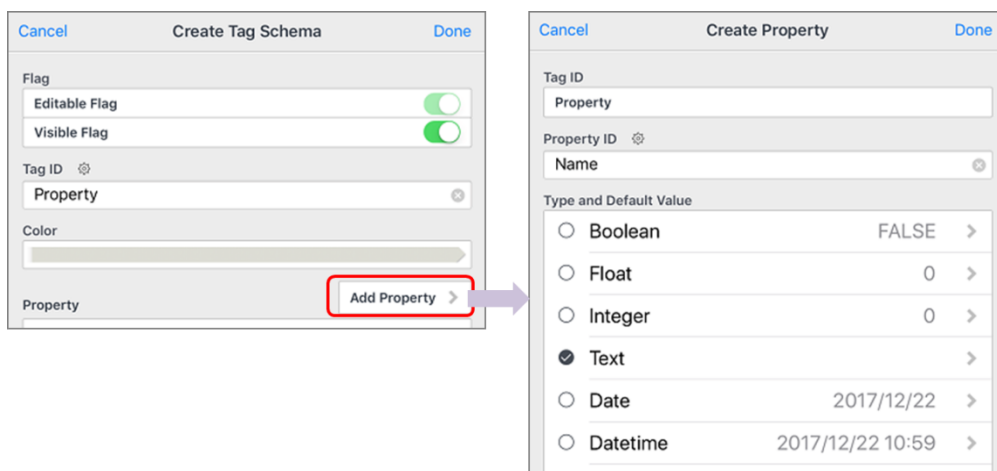 Cancel Create Tag Schema Done
Flag
Editable Flag
Visible Flag
Tag ID
Property
Color
Property Add Property
Cancel Create Property Done
Tag ID
Property
Property ID
Name
Type and Default Value
Boolean FALSE
Float 0
Integer 0
Text
Date 2017/12/22
Datetime 2017/12/22 10:59